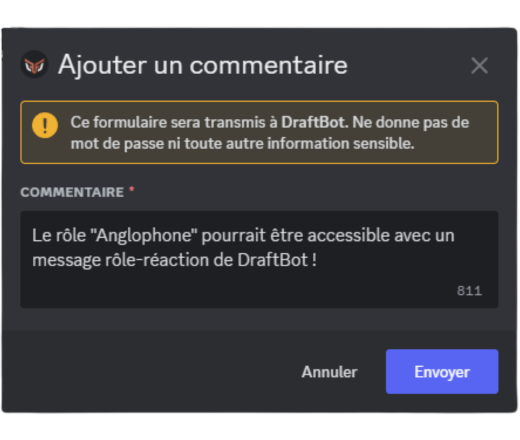 Ajouter un commentaire
Ce formulaire sera transmis à DraftBot. Ne donne pas de
mot de passe ni toute autre information sensible.
COMMENTAIRE *
Le rôle "Anglophone" pourrait être accessible avec un
message rôle-réaction de DraftBot !
811
Annuler
Envoyer